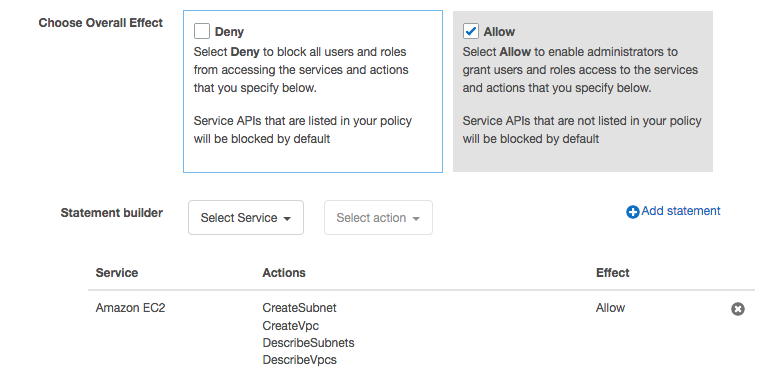 Choose Overall Effect
Deny
Select Deny to block all users and roles
from accessing the services and actions
that you specify below.
Service APIs that are listed in your policy
will be blocked by default
Allow
Select Allow to enable administrators to
grant users and roles access to the services
and actions that you specify below.
Service APIs that are not listed in your policy
will be blocked by default
Statement builder
Select Service
Select action
Add statement
Service Actions Effect
Amazon EC2 CreateSubnet Allow
CreateVpc
DescribeSubnets
DescribeVpcs